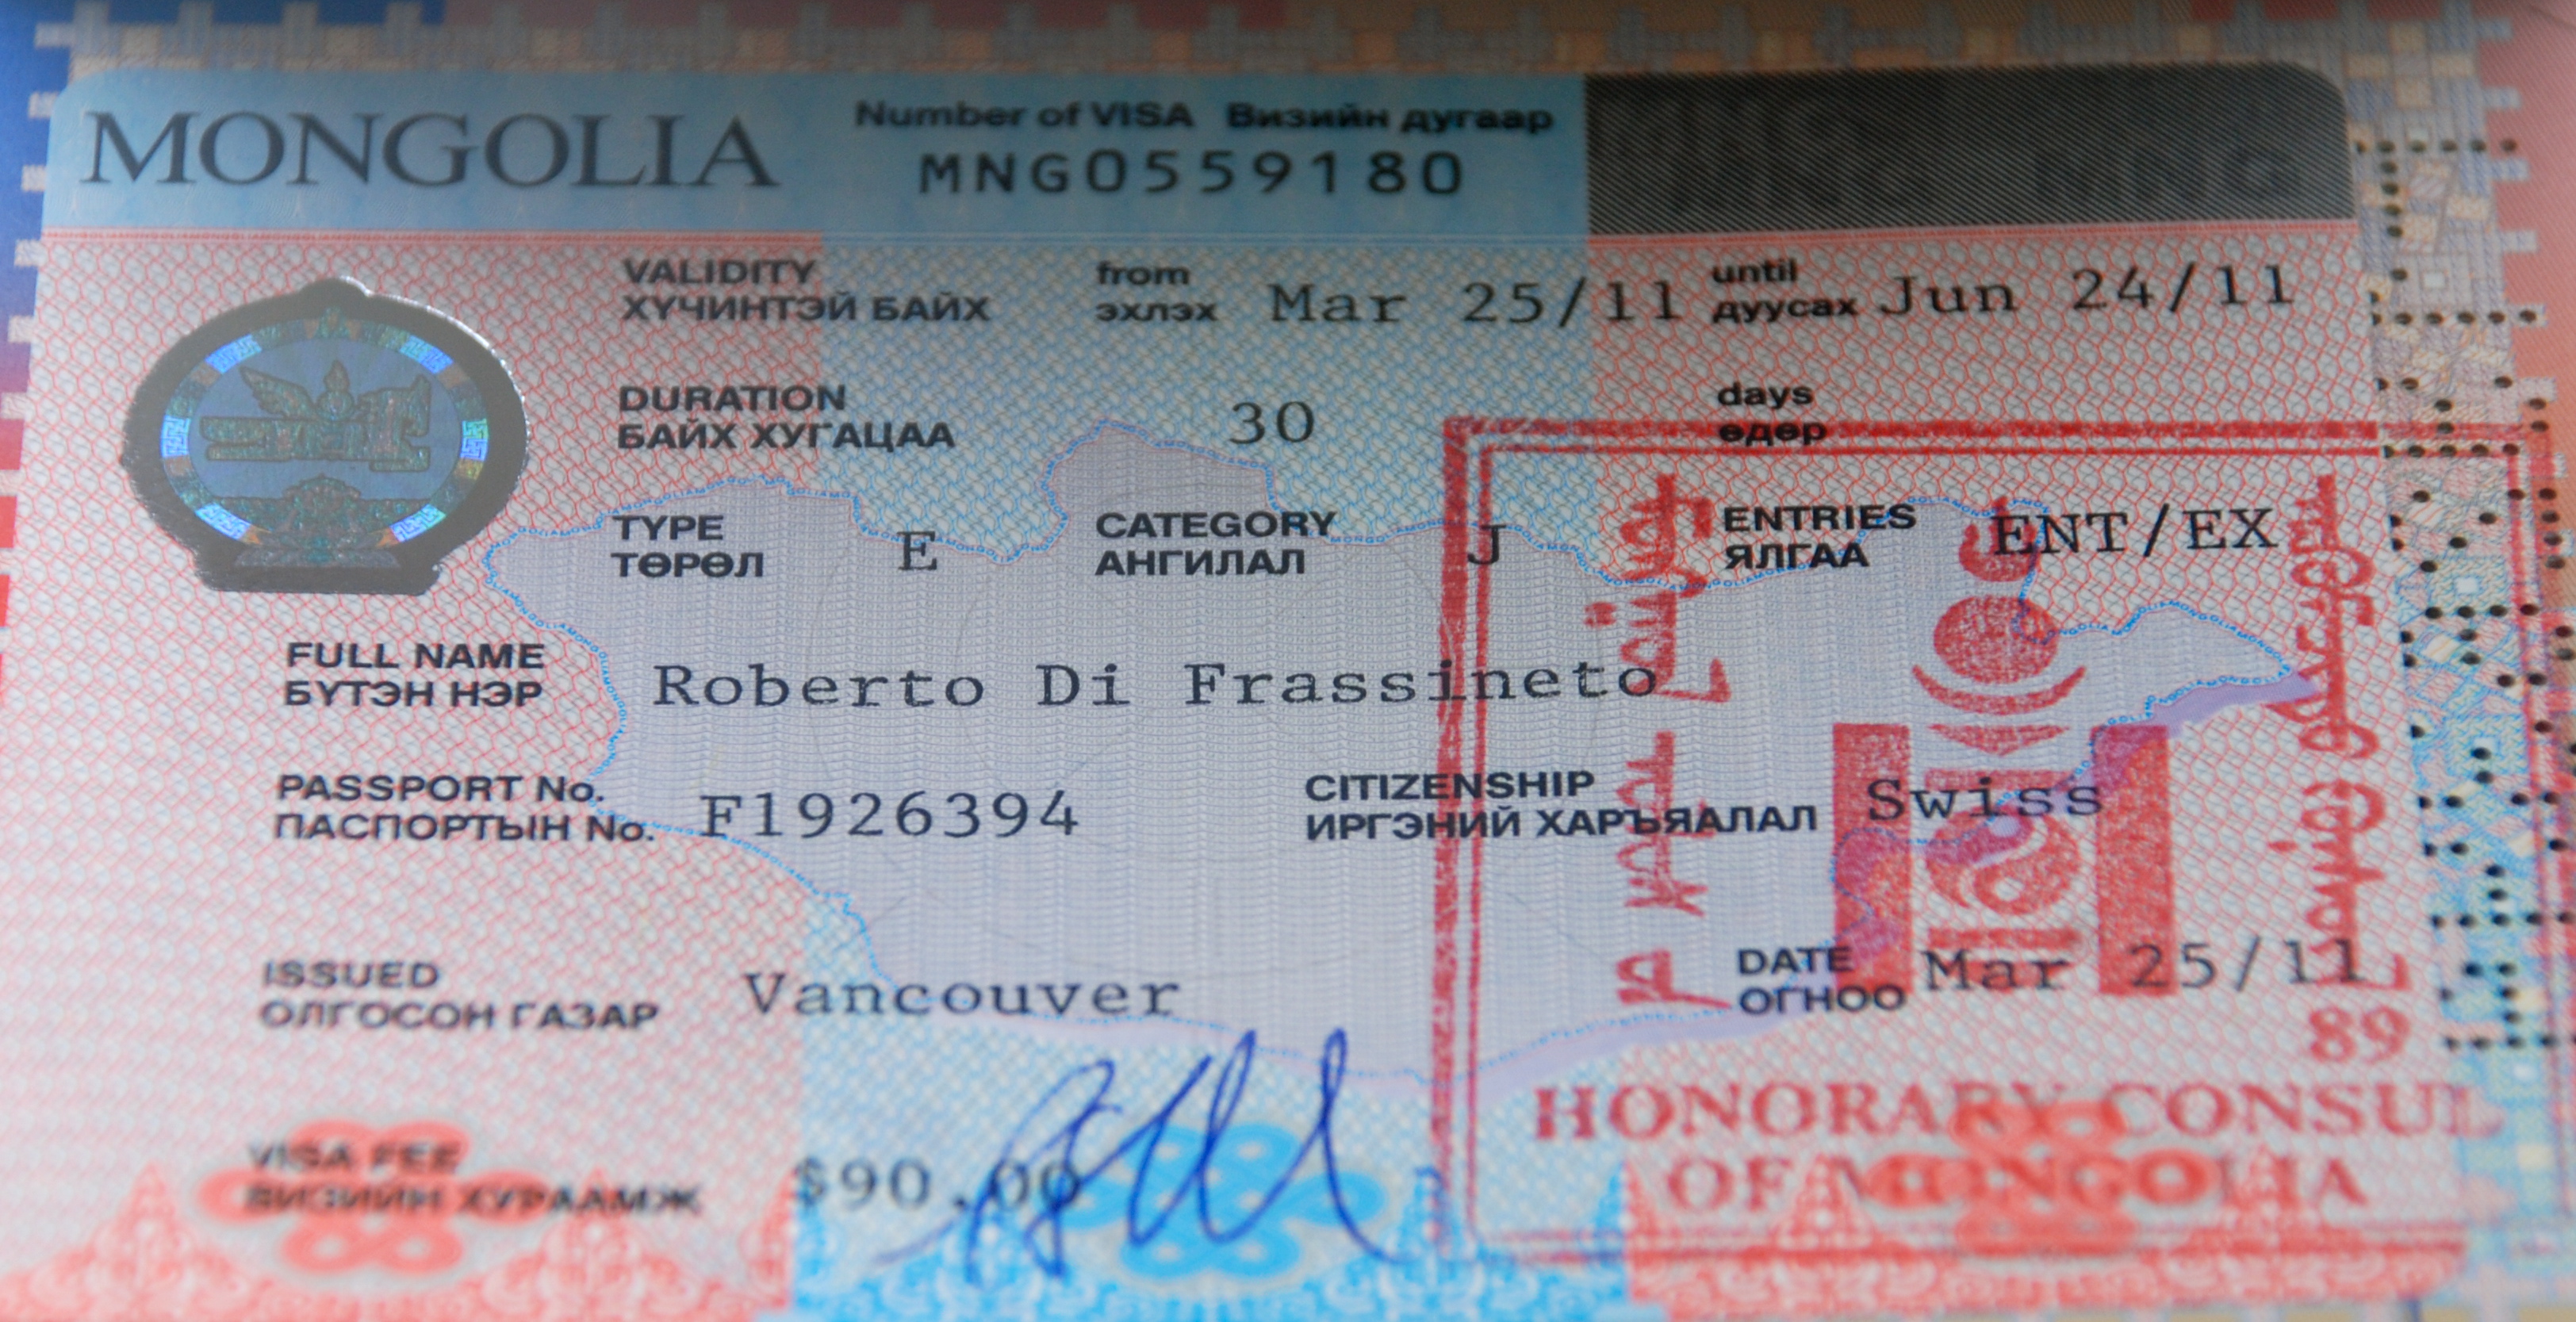 MONGOLIA
Number of VISA Визийн дугаар
MNG0559180
VALIDITY from Mar 25/11 until Jun 24/11
ХҮЧИНТЭЙ БАЙХ эхлэх дуусах
DURATION 30 days
БАЙХ ХУГАЦАА өдөр
TYPE E CATEGORY J ENTRIES ENT/EX
ТӨРӨЛ АНГИЛАЛ ЯЛГАА
FULL NAME Roberto Di Frassineto
БҮТЭН НЭР
PASSPORT No. F1926394 CITIZENSHIP Swiss
ПАСПОРТЫН No. ИРГЭНИЙ ХАРЪЯАЛАЛ
ISSUED Vancouver DATE Mar 25/11
ОЛГОСОН ГАЗАР ОГНОО
89
HONORARY CONSUL
OF MONGOLIA
VISA FEE $90.00
ВИЗИЙН ХУРААМЖ